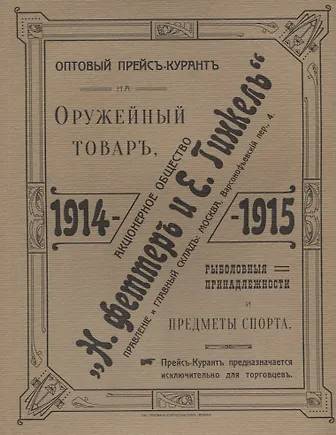 ОПТОВЫЙ ПРЕЙСЪ-КУРАНТЪ
НА
ОРУЖЕЙНЫЙ
ТОВАРЪ,
1914-
-1915
АКЦІОНЕРНОЕ ОБЩЕСТВО
„Н. Феттеръ и Е. Гинкель“
ПРАВЛЕНІЕ и ГЛАВНЫЙ СКЛАДЪ: МОСКВА, Варсонофьевскій пер., 4.
РЫБОЛОВНЫЯ
ПРИНАДЛЕЖНОСТИ
И
ПРЕДМЕТЫ СПОРТА.
Прейсъ-Курантъ предназначается
исключительно для торговцевъ.